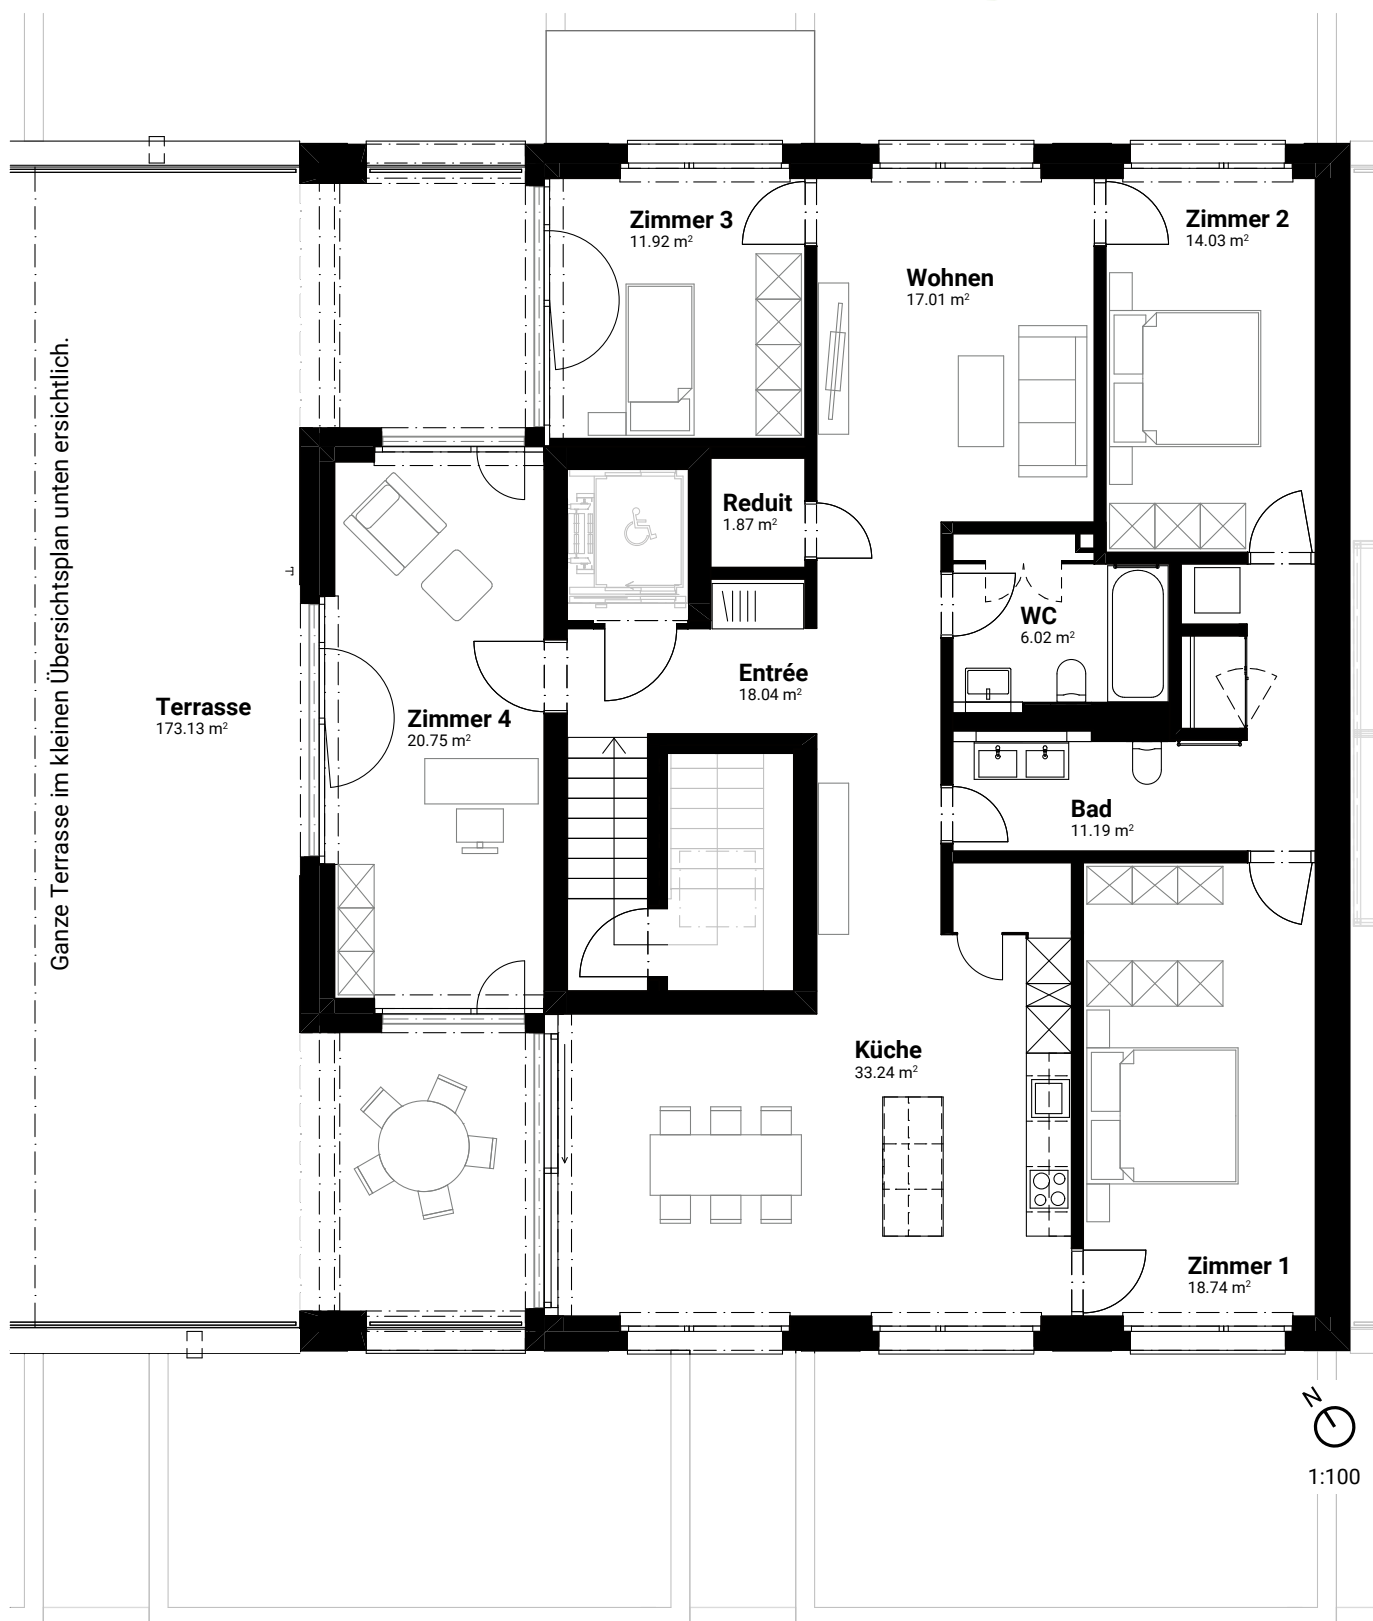 Zimmer 3
11.92 m²
Zimmer 2
14.03 m²
Wohnen
17.01 m²
Reduit
1.87 m²
WC
6.02 m²
Entrée
18.04 m²
Terrasse
173.13 m²
Zimmer 4
20.75 m²
Bad
11.19 m²
Küche
33.24 m²
Zimmer 1
18.74 m²
Ganze Terrasse im kleinen Übersichtsplan unten ersichtlich.
N
1:100